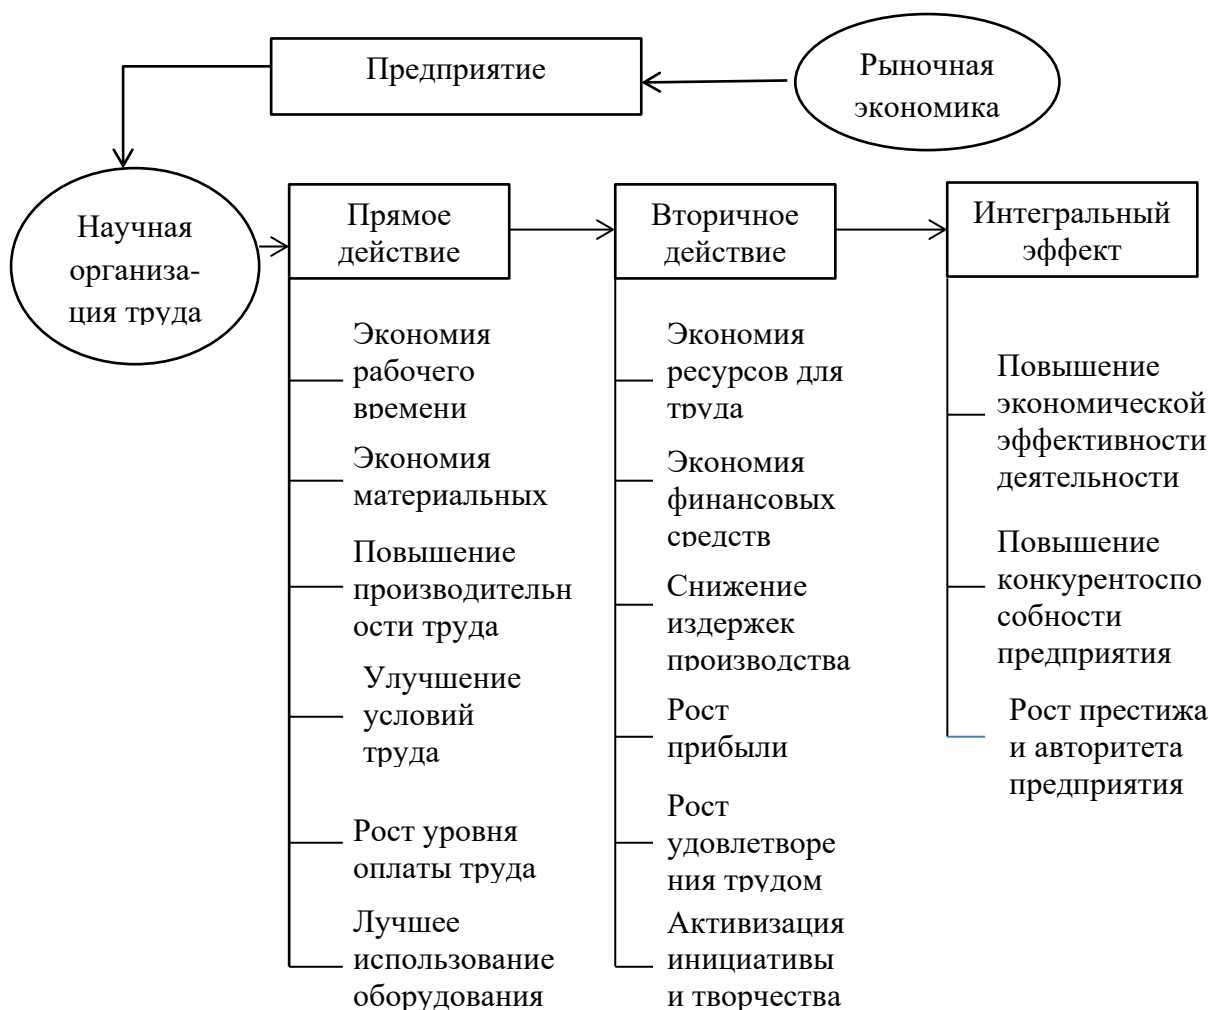 Предприятие
Рыночная
экономика
Научная
организа-
ция труда
Прямое
действие
Вторичное
действие
Интегральный
эффект
Экономия
рабочего
времени
Экономия
материальных
Повышение
производительн
ости труда
Улучшение
условий
труда
Рост уровня
оплаты труда
Лучшее
использование
оборудования
Экономия
ресурсов для
труда
Экономия
финансовых
средств
Снижение
издержек
производства
Рост
прибыли
Рост
удовлетворе
ния трудом
Активизация
инициативы
и творчества
Повышение
экономической
эффективности
деятельности
Повышение
конкурентоспо
собности
предприятия
Рост престижа
и авторитета
предприятия